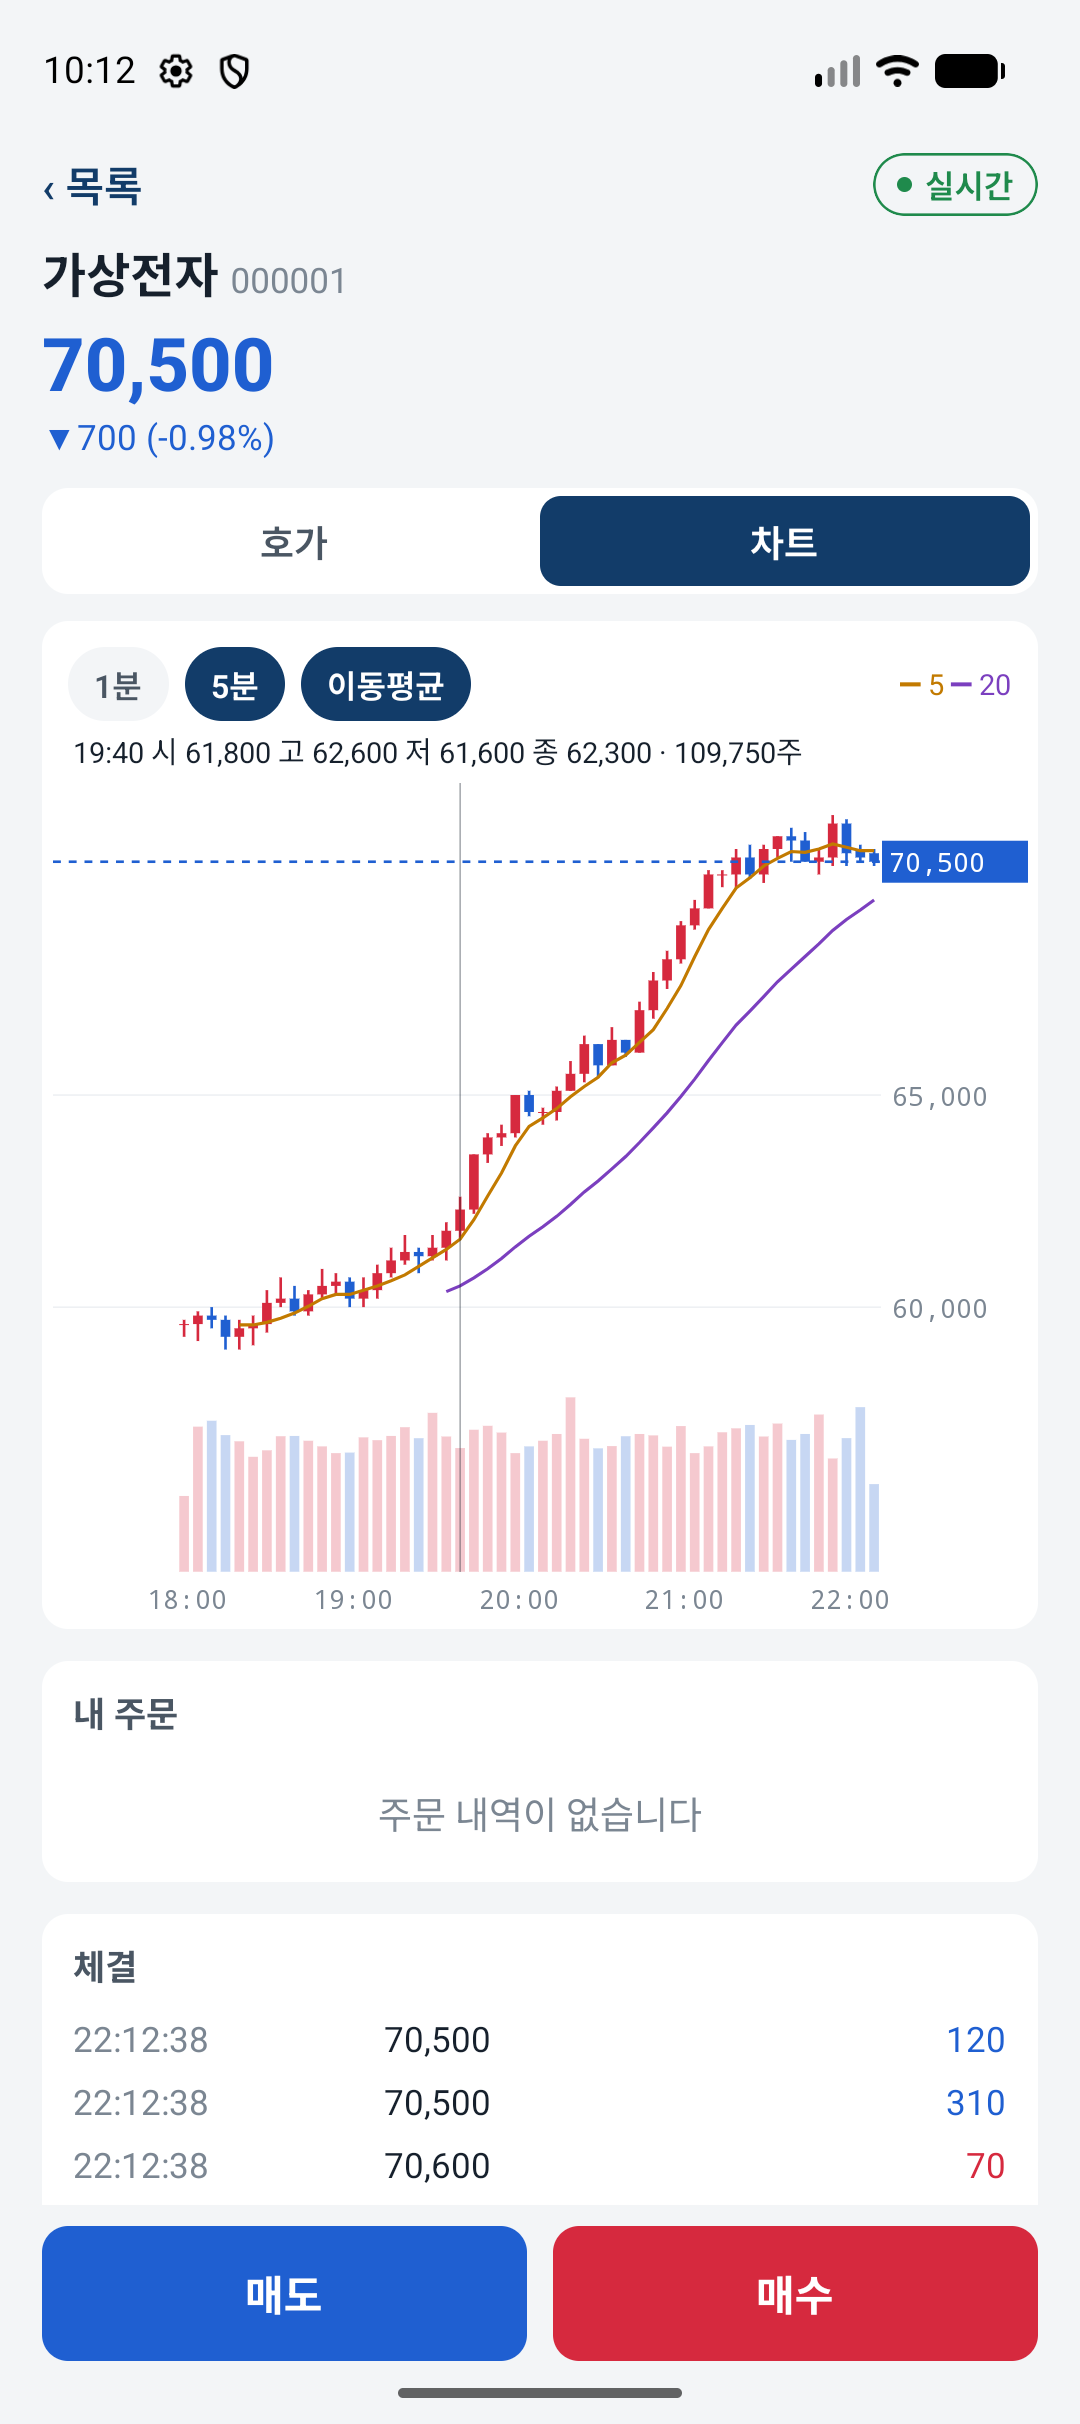 10:12
‹ 목록
실시간
가상전자 000001
70,500
▼700 (-0.98%)
호가
차트
1분
5분
이동평균
5
20
19:40 시 61,800 고 62,600 저 61,600 종 62,300 · 109,750주
70,500
65,000
60,000
18:00 19:00 20:00 21:00 22:00
내 주문
주문 내역이 없습니다
체결
22:12:38 70,500 120
22:12:38 70,500 310
22:12:38 70,600 70
매도
매수